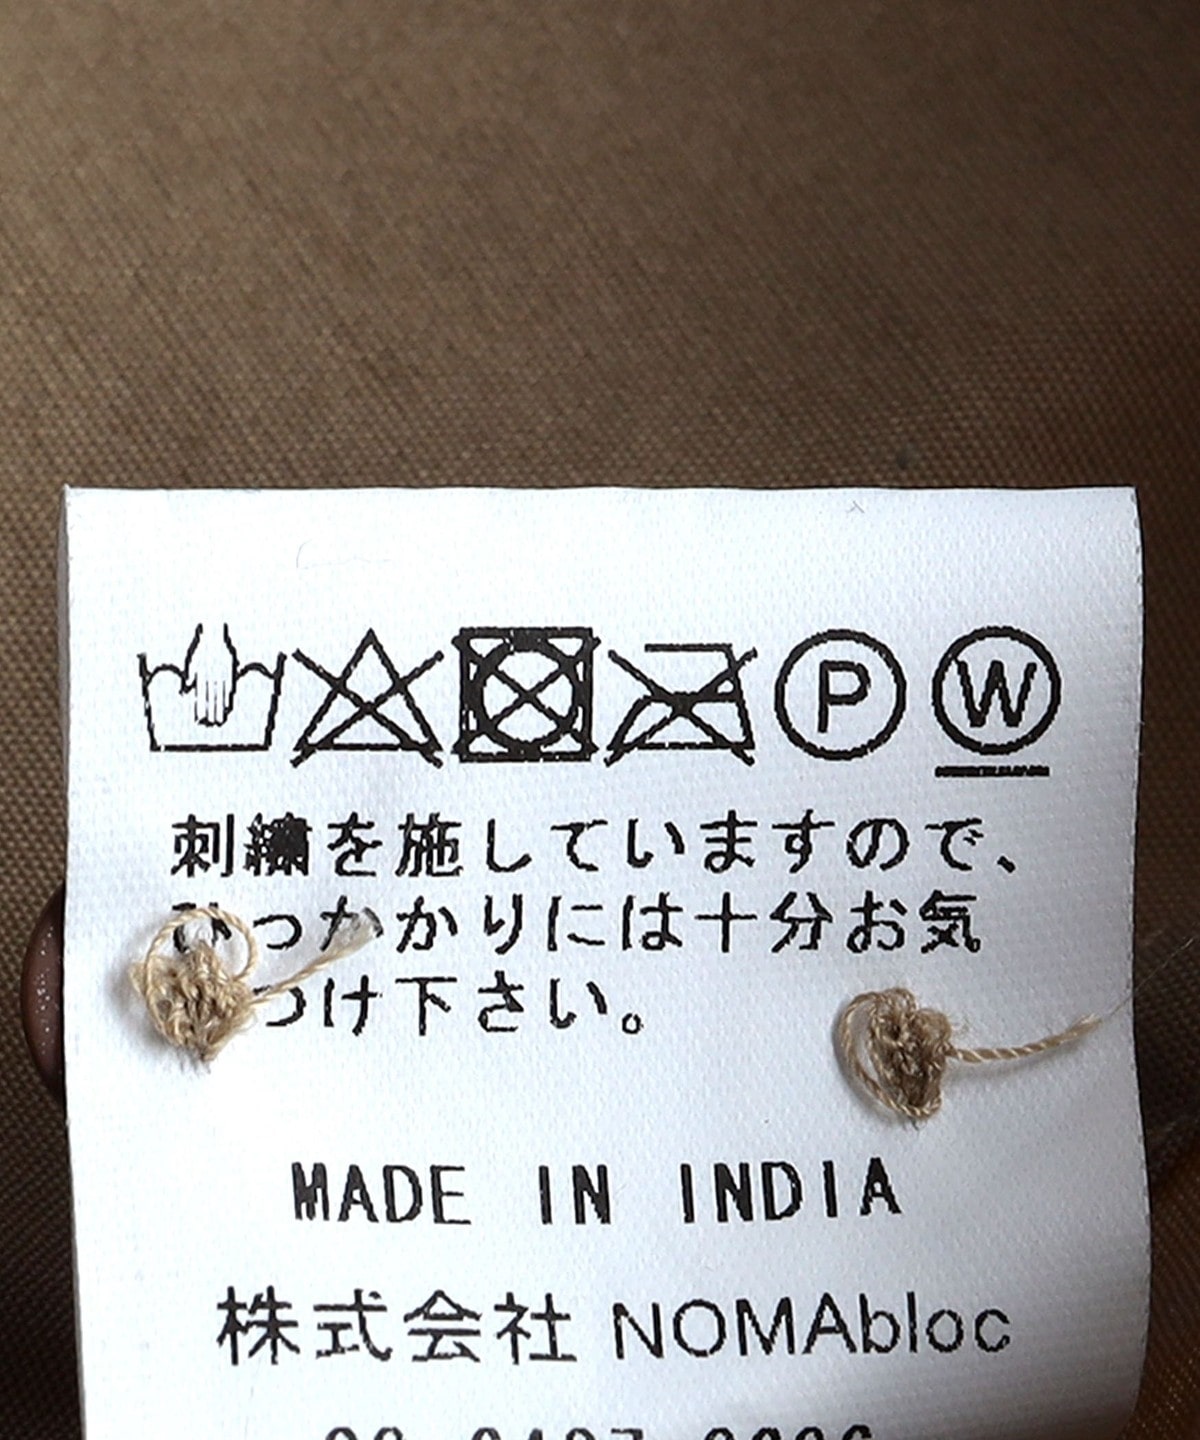 P W
刺繍を施していますので、
ひっかかりには十分お気
つけ下さい。
MADE IN INDIA
株式会社 NOMAbloc